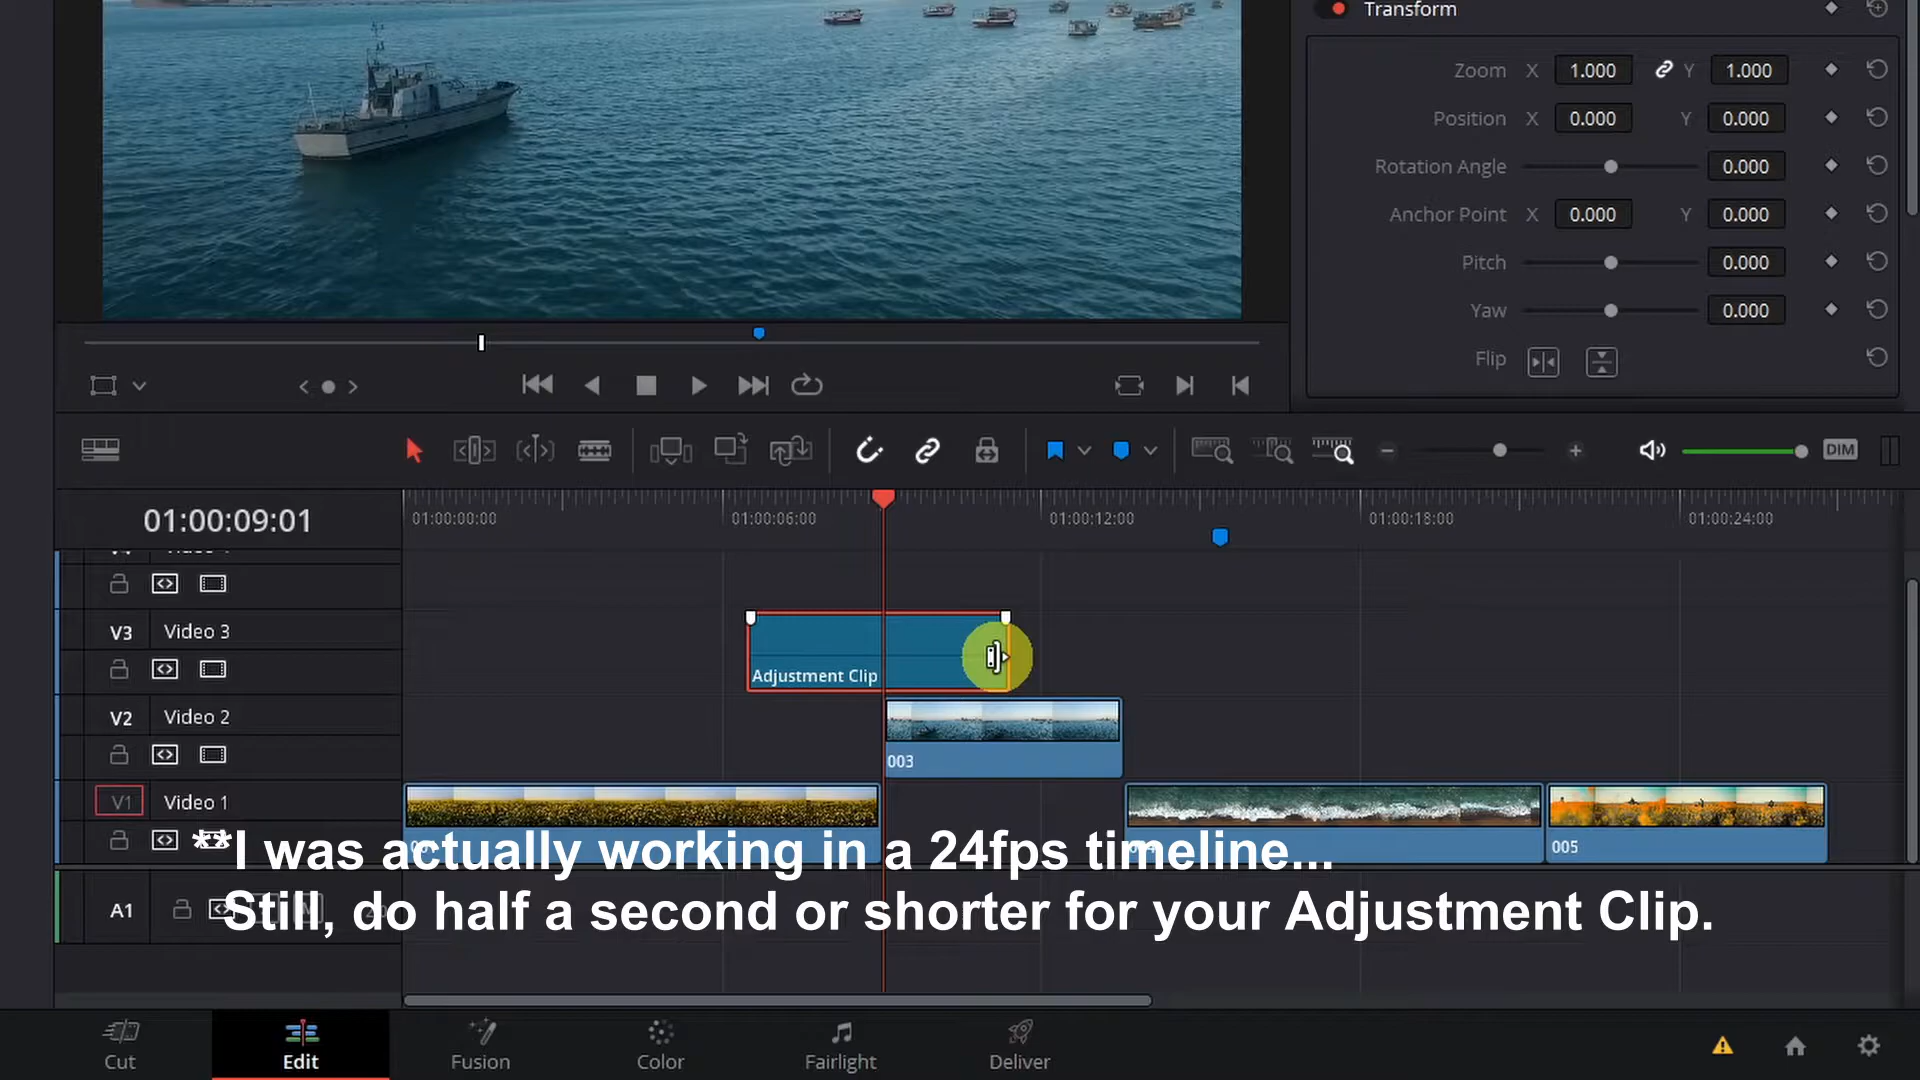 Transform
Zoom X 1.000 Y 1.000
Position X 0.000 Y 0.000
Rotation Angle 0.000
Anchor Point X 0.000 Y 0.000
Pitch 0.000
Yaw 0.000
Flip
DIM
01:00:09:01
01:00:00:00 01:00:06:00 01:00:12:00 01:00:18:00 01:00:24:00
V3 Video 3
Adjustment Clip
V2 Video 2
003
V1 Video 1
005
**I was actually working in a 24fps timeline...
A1
Still, do half a second or shorter for your Adjustment Clip.
Cut Edit Fusion Color Fairlight Deliver